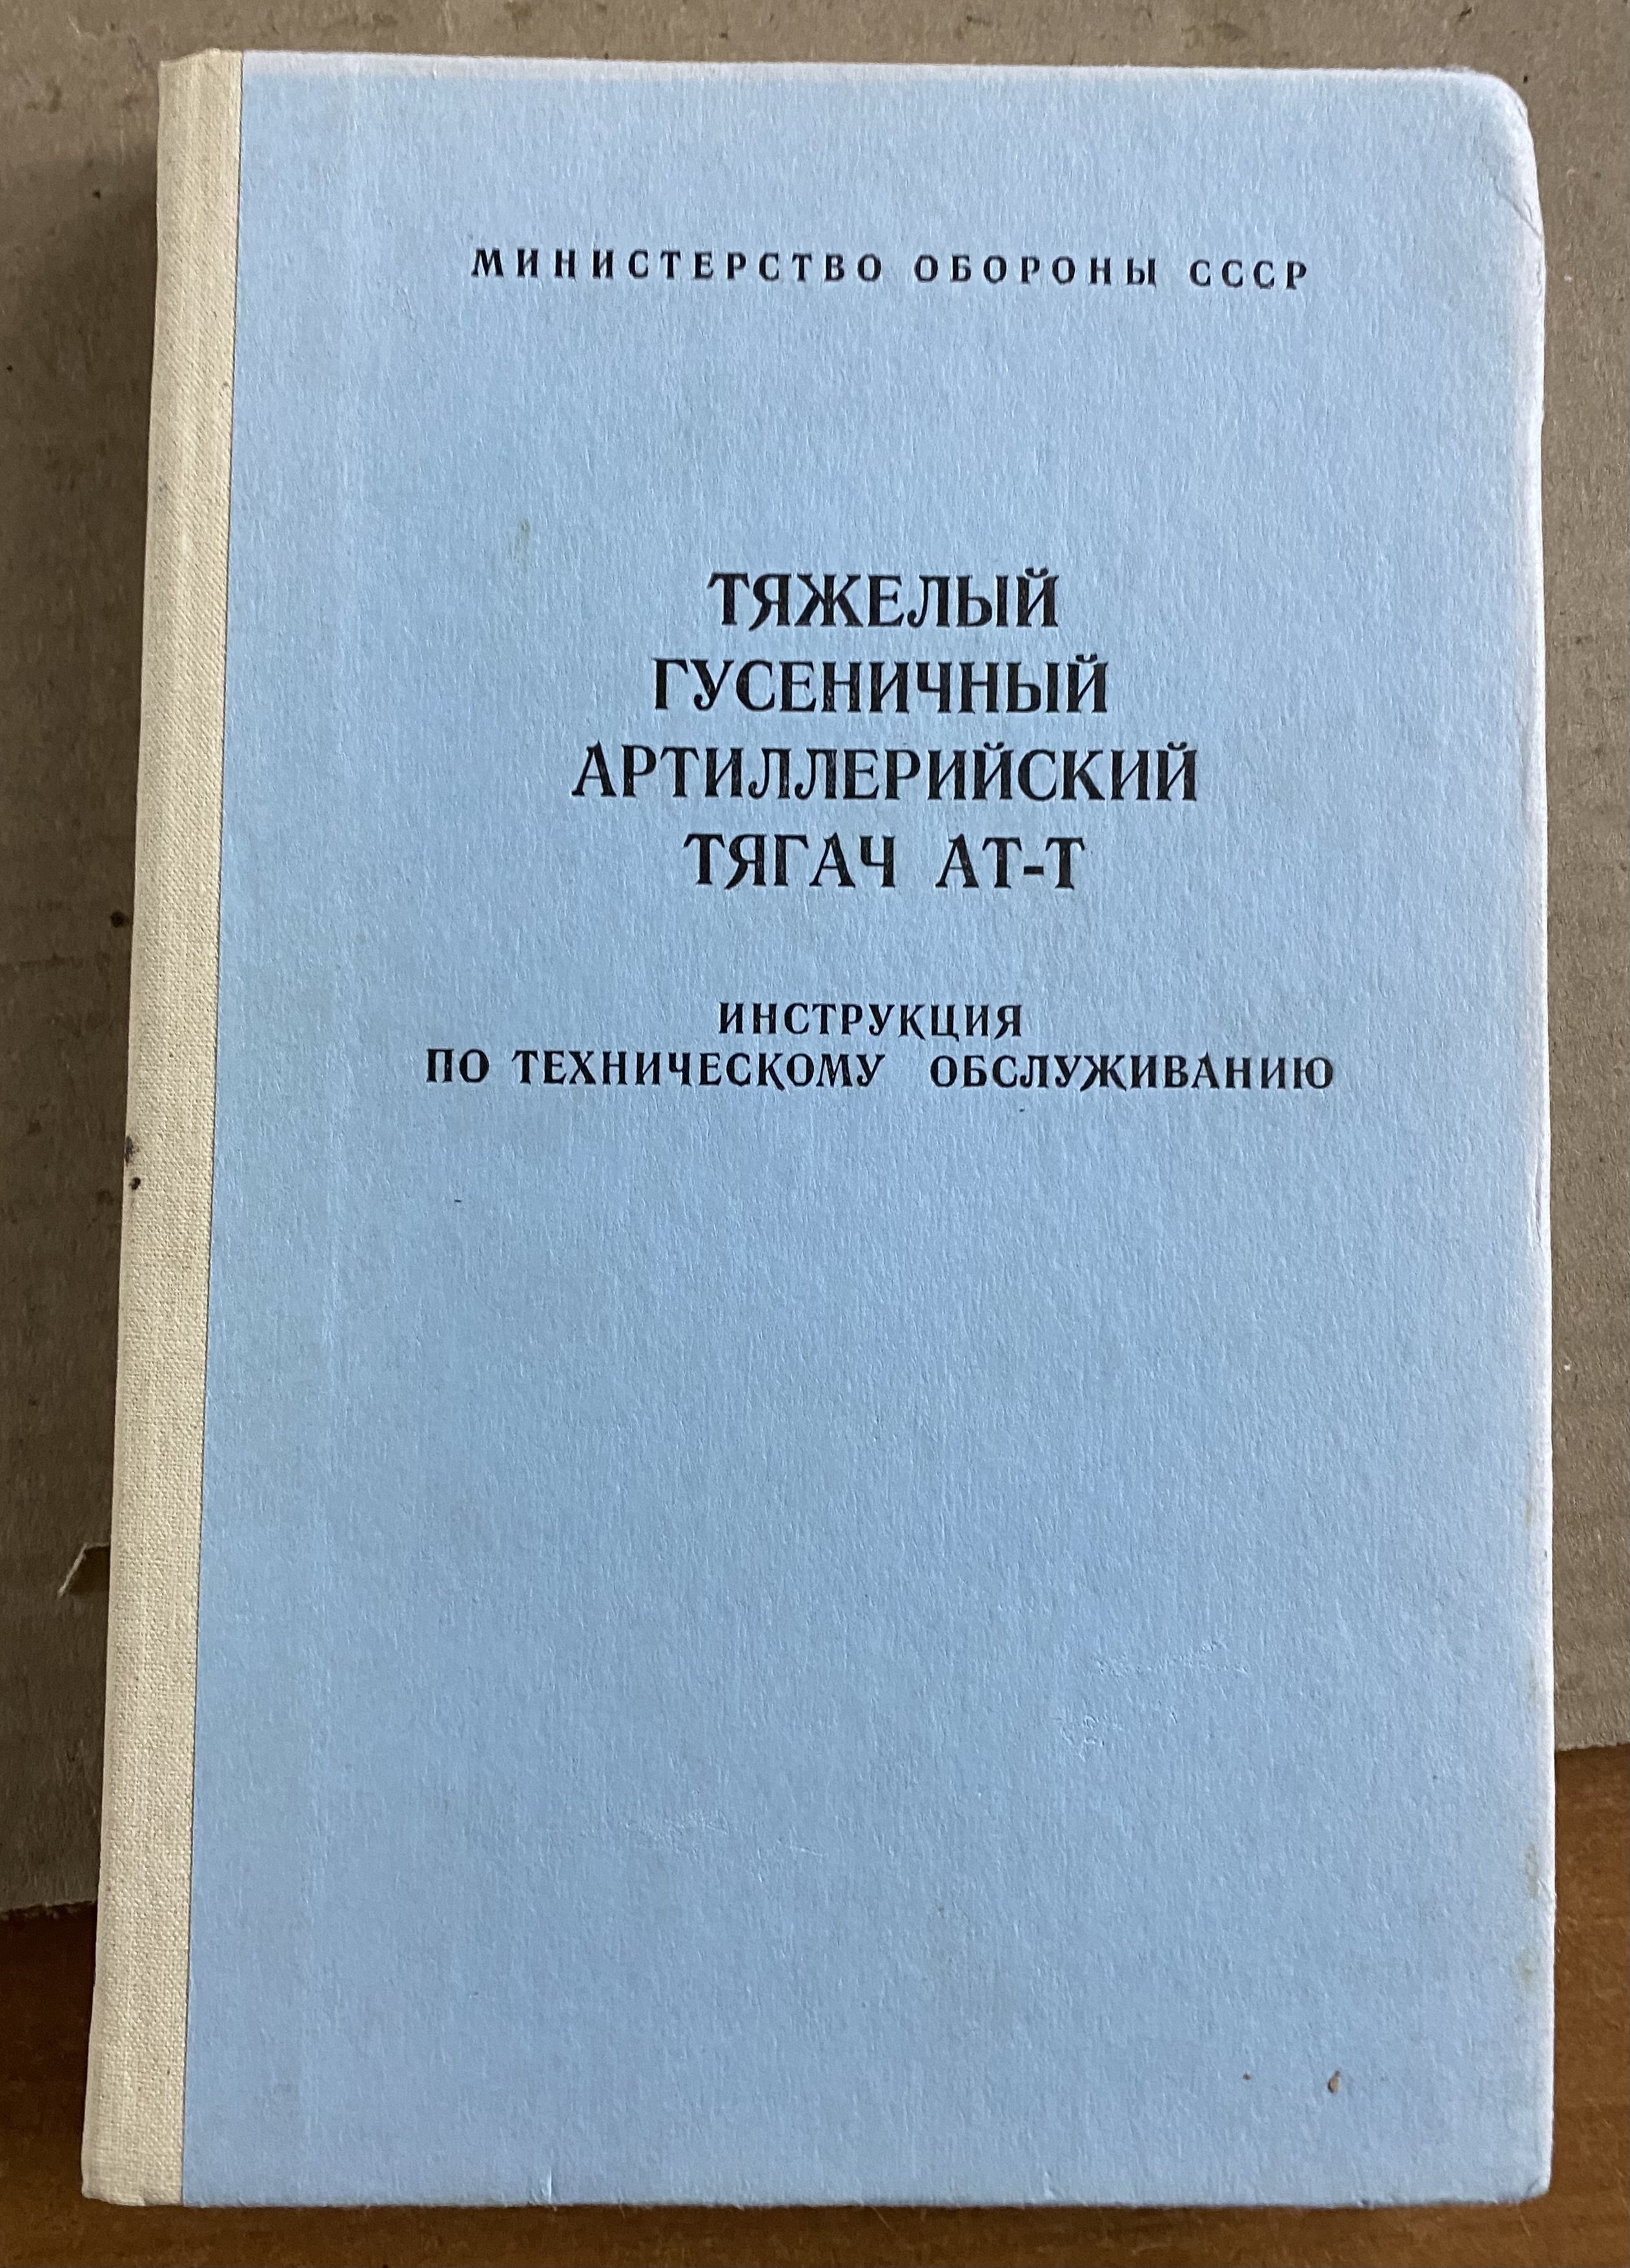 МИНИСТЕРСТВО ОБОРОНЫ СССР
ТЯЖЕЛЫЙ
ГУСЕНИЧНЫЙ
АРТИЛЛЕРИЙСКИЙ
ТЯГАЧ АТ-Т
ИНСТРУКЦИЯ
ПО ТЕХНИЧЕСКОМУ ОБСЛУЖИВАНИЮ